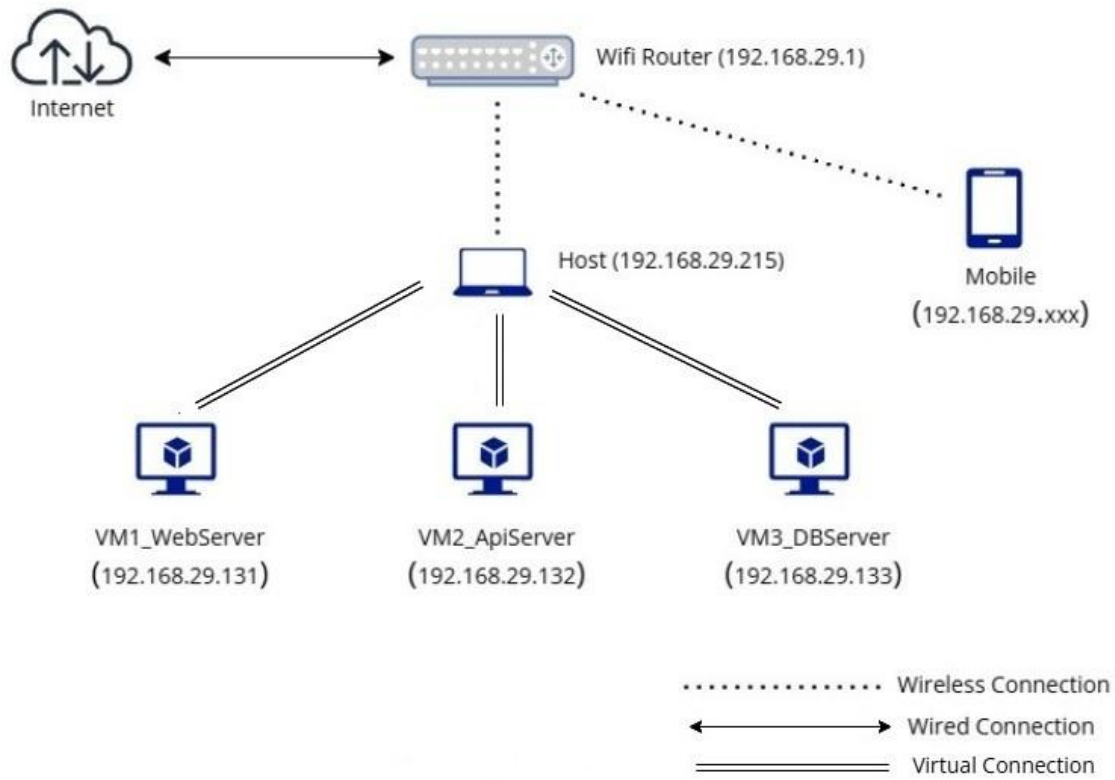 Internet
Wifi Router (192.168.29.1)
Host (192.168.29.215)
Mobile
(192.168.29.xxx)
VM1_WebServer
(192.168.29.131)
VM2_ApiServer
(192.168.29.132)
VM3_DBServer
(192.168.29.133)
Wireless Connection
Wired Connection
Virtual Connection